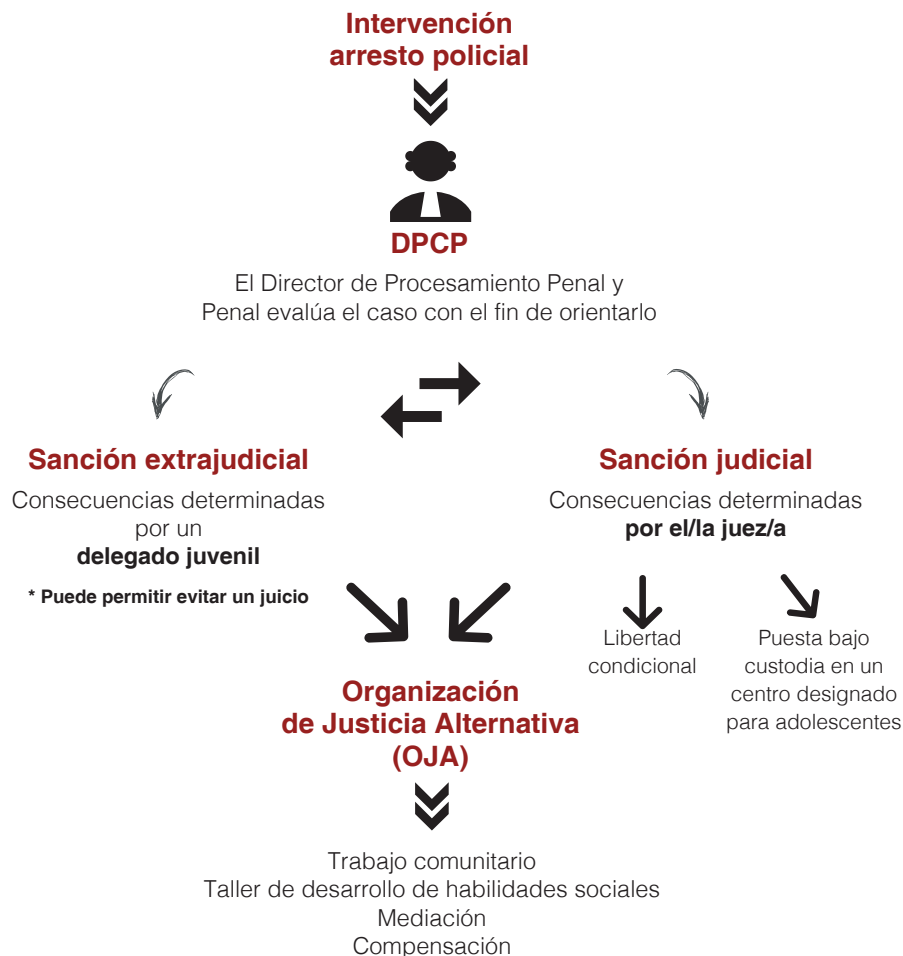 Intervención
arresto policial
DPCP
El Director de Procesamiento Penal y
Penal evalúa el caso con el fin de orientarlo
Sanción extrajudicial
Consecuencias determinadas
por un
delegado juvenil
* Puede permitir evitar un juicio
Sanción judicial
Consecuencias determinadas
por el/la juez/a
Libertad
condicional
Puesta bajo
custodia en un
centro designado
para adolescentes
Organización
de Justicia Alternativa
(OJA)
Trabajo comunitario
Taller de desarrollo de habilidades sociales
Mediación
Compensación